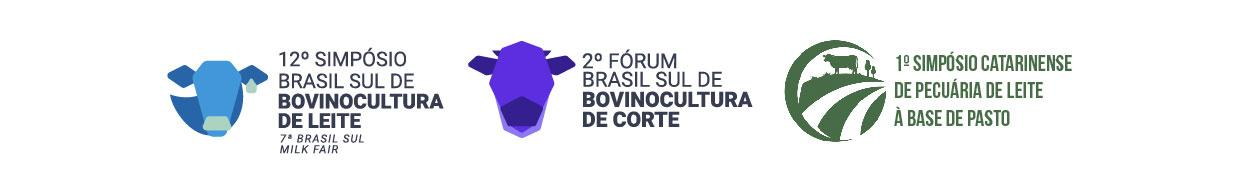 12º SIMPÓSIO
BRASIL SUL DE
BOVINOCULTURA
DE LEITE
7ª BRASIL SUL
MILK FAIR
2º FÓRUM
BRASIL SUL DE
BOVINOCULTURA
DE CORTE
1º SIMPÓSIO CATARINENSE
DE PECUÁRIA DE LEITE
À BASE DE PASTO